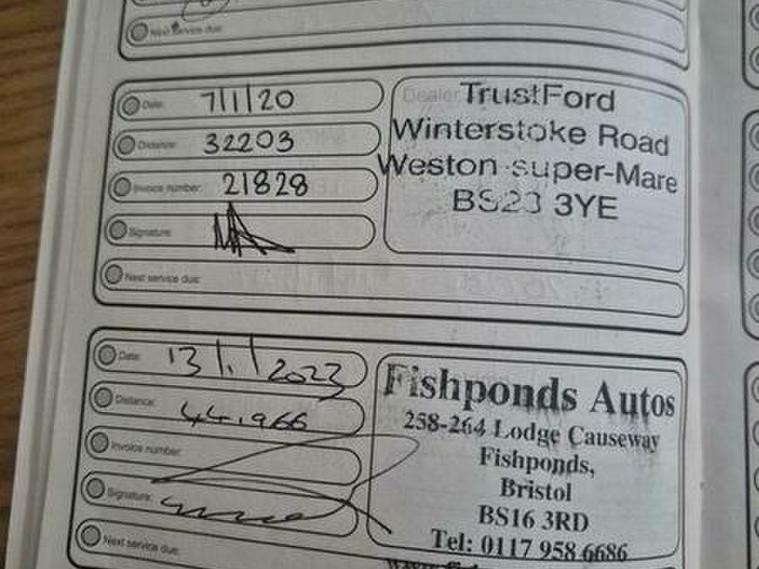 Next service due:
Date: 7/1/20
Distance: 32203
Invoice number: 21828
Signature:
Next service due:
Dealer
TrustFord
Winterstoke Road
Weston-super-Mare
BS23 3YE
Date: 13/1/2023
Distance: 44.966
Invoice number:
Signature:
Next service due:
Fishponds Autos
258-264 Lodge Causeway
Fishponds,
Bristol
BS16 3RD
Tel: 0117 958 6686